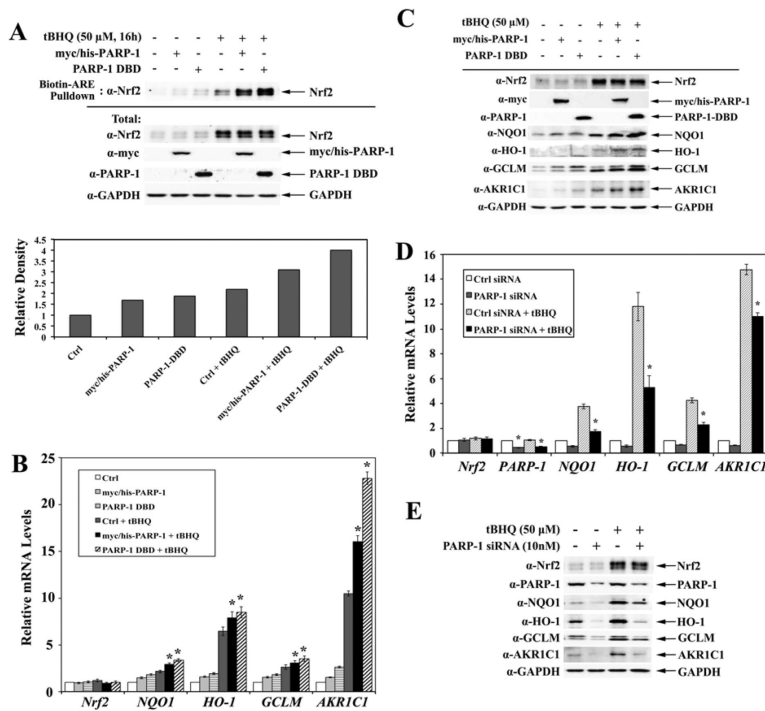 A
tBHQ (50 µM, 16h) - - - + + +
myc/his-PARP-1 - + - - + -
PARP-1 DBD - - + - - +
Biotin-ARE Pulldown : α-Nrf2 Nrf2
Total:
α-Nrf2 Nrf2
α-myc myc/his-PARP-1
α-PARP-1 PARP-1 DBD
α-GAPDH GAPDH
Relative Density
4.5
4
3.5
3
2.5
2
1.5
1
0.5
Ctrl
myc/his-PARP-1
PARP-1-DBD
Ctrl + tBHQ
myc/his-PARP-1 + tBHQ
PARP-1-DBD + tBHQ
B
Relative mRNA Levels
25
20
15
10
5
0
Ctrl
myc/his-PARP-1
PARP-1 DBD
Ctrl + tBHQ
myc/his-PARP-1 + tBHQ
PARP-1 DBD + tBHQ
* * * * * * * *
Nrf2 NQO1 HO-1 GCLM AKR1C1
C
tBHQ (50 µM) - - - + + +
myc/his-PARP-1 - + - - + -
PARP-1 DBD - - + - - +
α-Nrf2 Nrf2
α-myc myc/his-PARP-1
α-PARP-1 PARP-1-DBD
α-NQO1 NQO1
α-HO-1 HO-1
α-GCLM GCLM
α-AKR1C1 AKR1C1
α-GAPDH GAPDH
D
Relative mRNA Levels
16
14
12
10
8
6
4
2
0
Ctrl siRNA
PARP-1 siRNA
Ctrl siNRA + tBHQ
PARP-1 siRNA + tBHQ
* * * * * *
Nrf2 PARP-1 NQO1 HO-1 GCLM AKR1C1
E
tBHQ (50 µM) - - + +
PARP-1 siRNA (10nM) - + - +
α-Nrf2 Nrf2
α-PARP-1 PARP-1
α-NQO1 NQO1
α-HO-1 HO-1
α-GCLM GCLM
α-AKR1C1 AKR1C1
α-GAPDH GAPDH